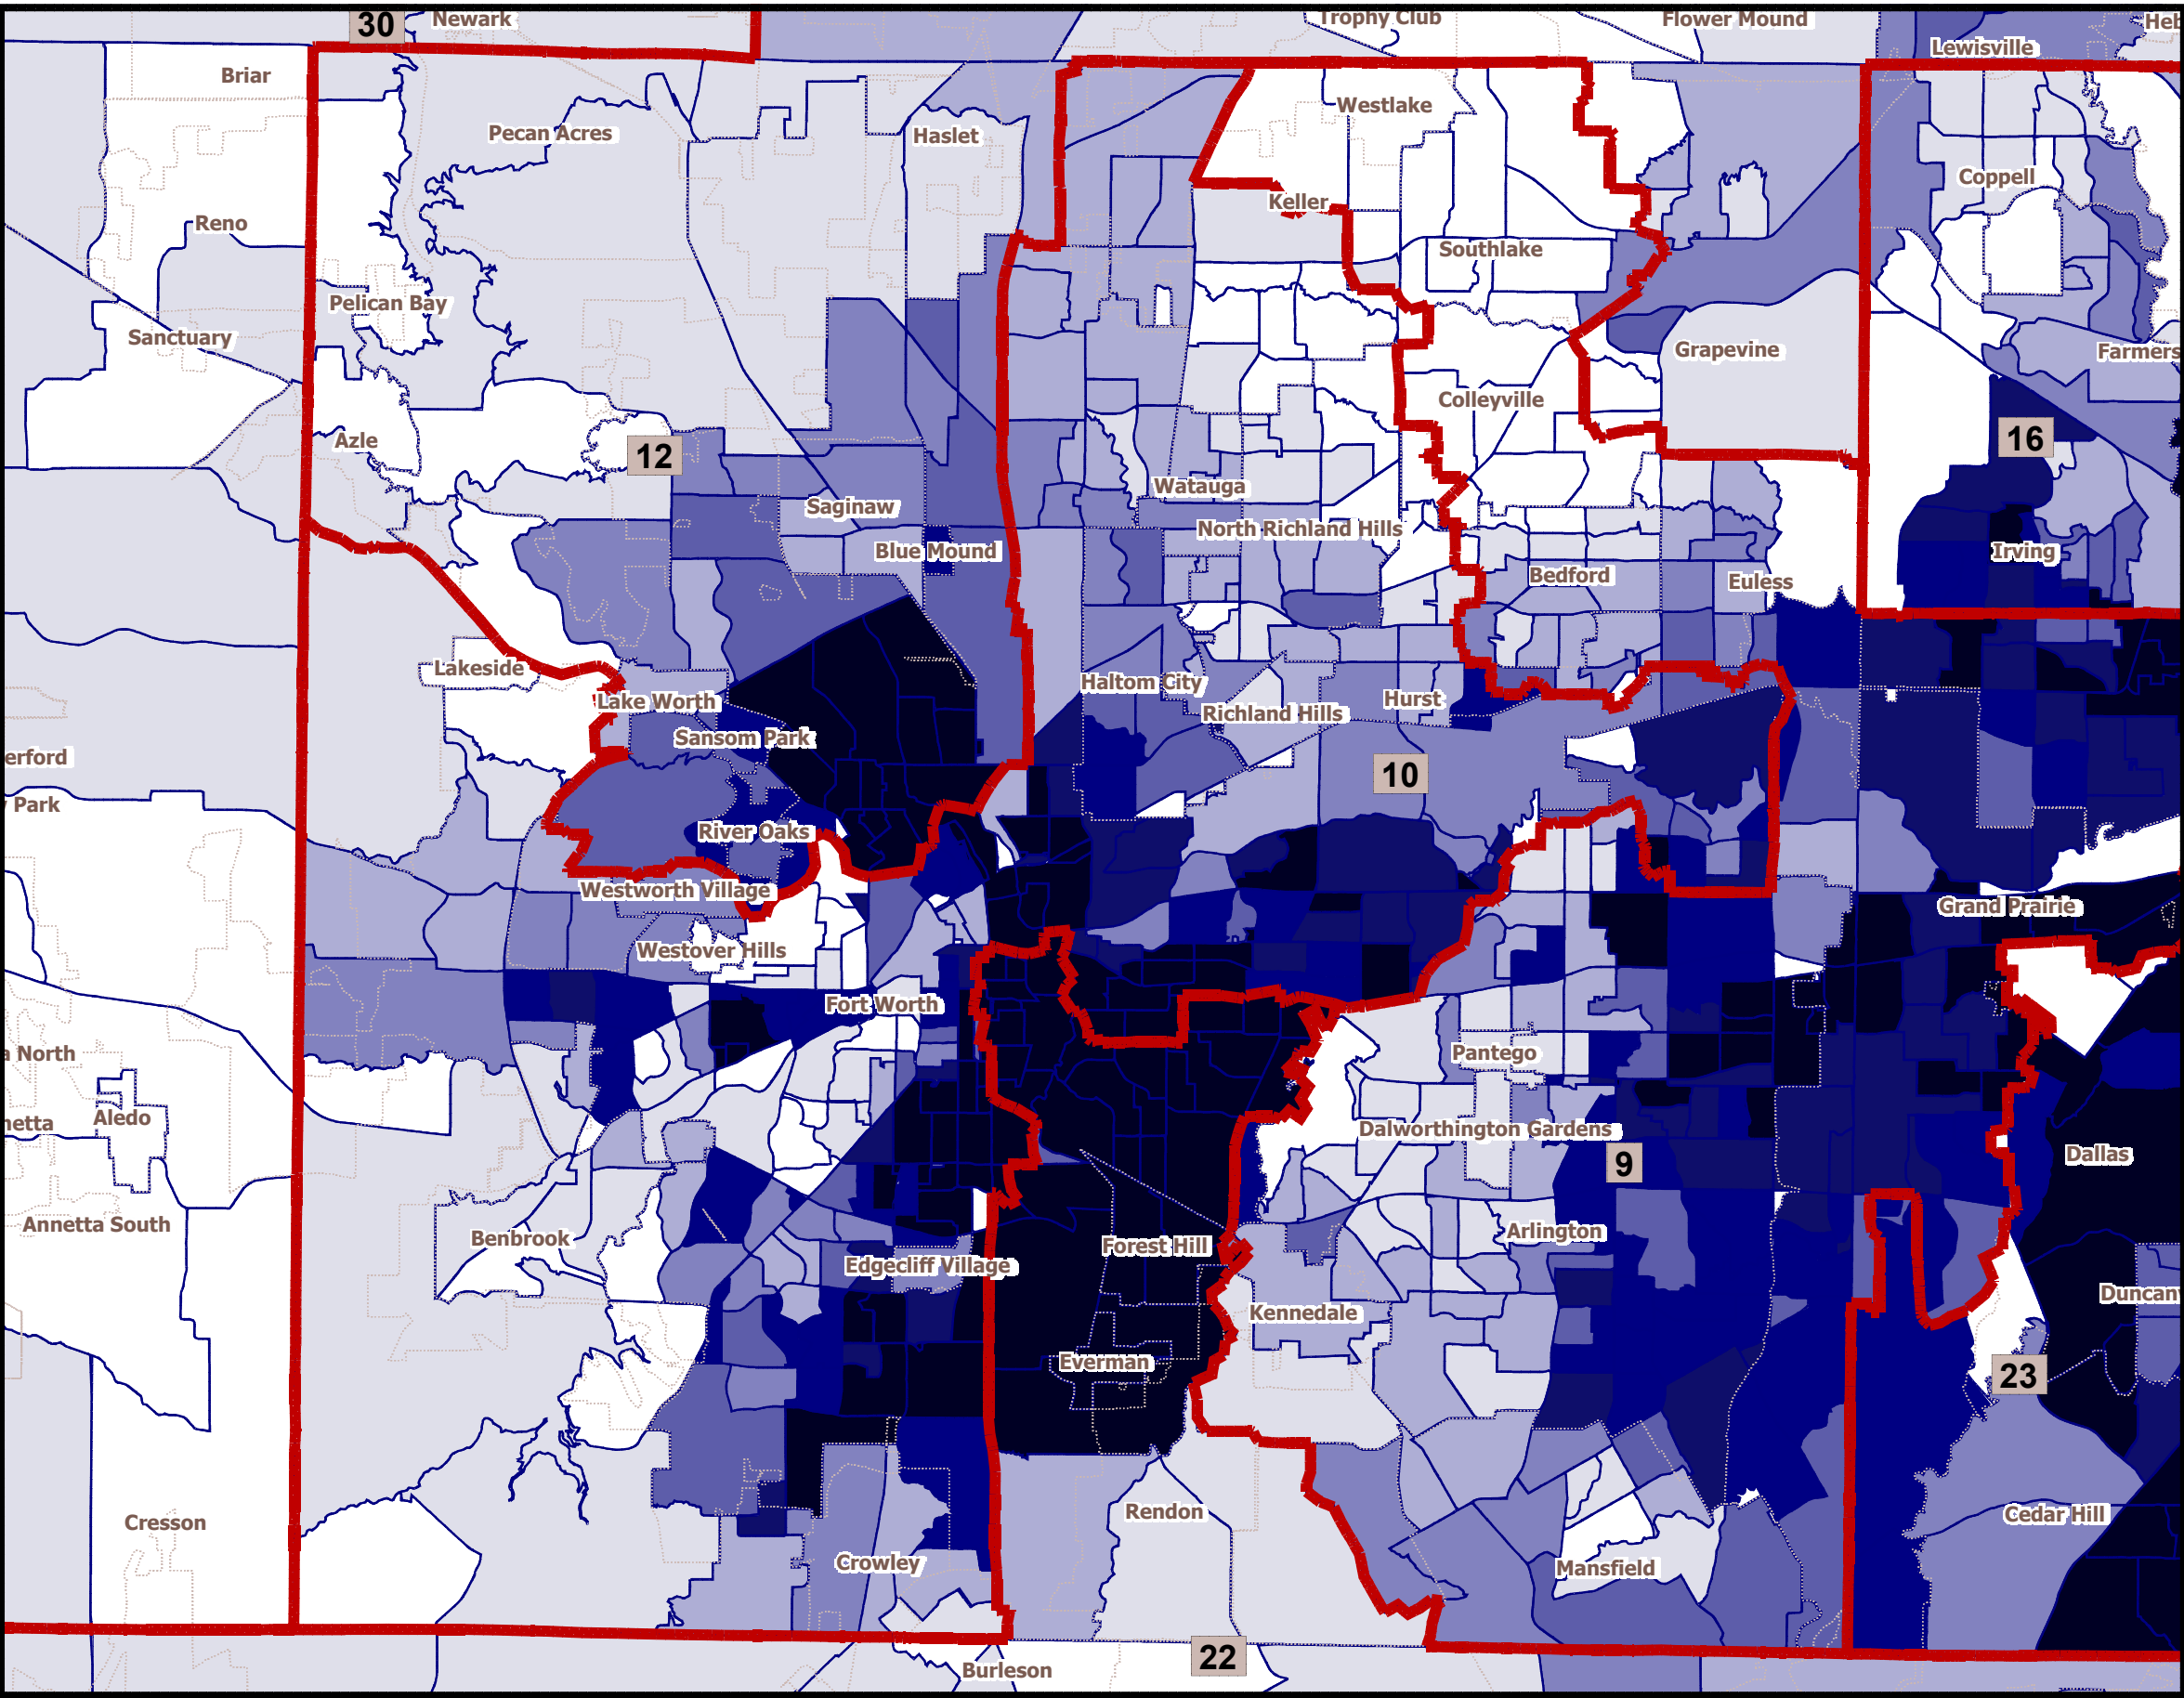 30
Newark
Trophy Club
Flower Mound
Lewisville
Briar
Pecan Acres
Haslet
Westlake
Coppell
Reno
Keller
Southlake
Pelican Bay
Sanctuary
Grapevine
Farmers
Colleyville
Azle
12
16
Watauga
Saginaw
North Richland Hills
Blue Mound
Irving
Bedford
Euless
Lakeside
Lake Worth
Haltom City
Hurst
Richland Hills
Sansom Park
erford
10
Park
River Oaks
Westworth Village
Grand Prairie
Westover Hills
Fort Worth
North
Pantego
Aledo
netta
Dalworthington Gardens
Dallas
9
Annetta South
Benbrook
Forest Hill
Arlington
Edgecliff Village
Duncan
Kennedale
Everman
23
Rendon
Cedar Hill
Cresson
Crowley
Mansfield
22
Burleson